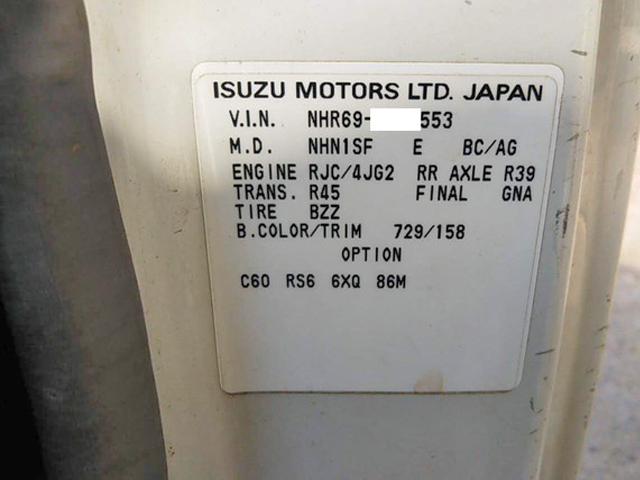 ISUZU MOTORS LTD. JAPAN
V.I.N. NHR69- 553
M.D. NHN1SF E BC/AG
ENGINE RJC/4JG2 RR AXLE R39
TRANS. R45 FINAL GNA
TIRE BZZ
B.COLOR/TRIM 729/158
OPTION
C60 RS6 6XQ 86M